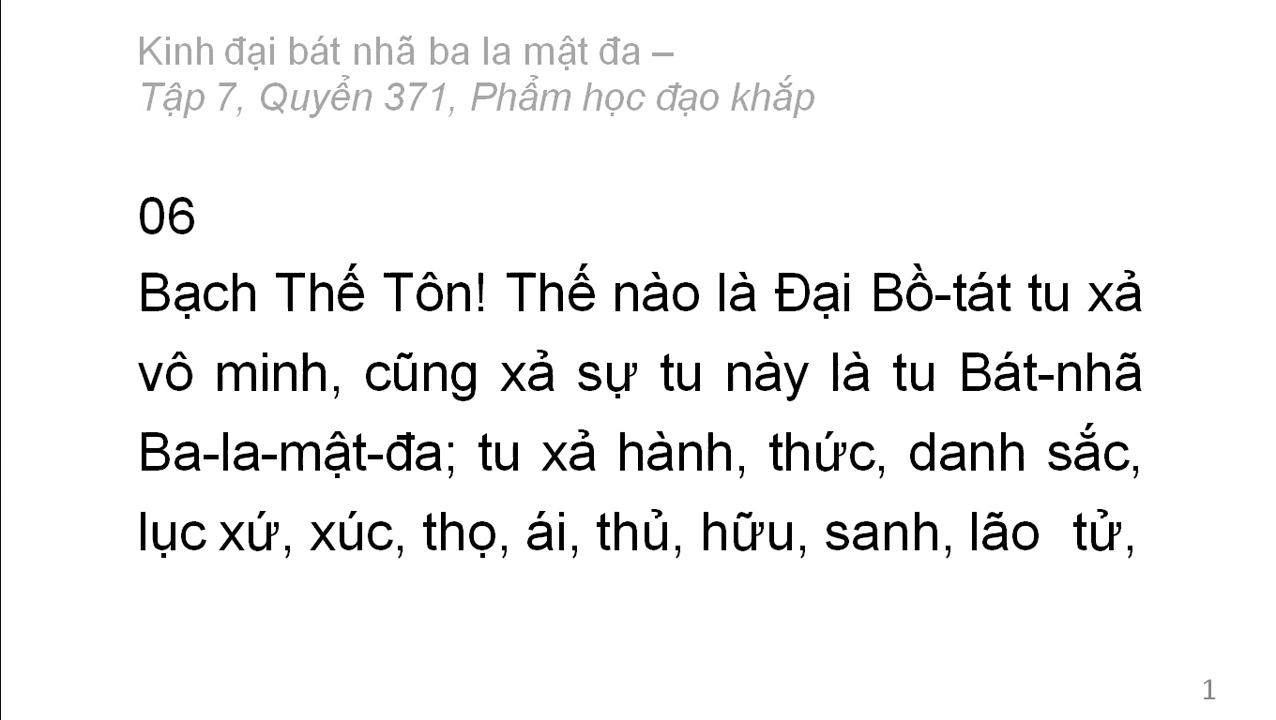 Kinh đại bát nhã ba la mật đa –
Tập 7, Quyển 371, Phẩm học đạo khắp
06
Bạch Thế Tôn! Thế nào là Đại Bồ-tát tu xả
vô minh, cũng xả sự tu này là tu Bát-nhã
Ba-la-mật-đa; tu xả hành, thức, danh sắc,
lục xứ, xúc, thọ, ái, thủ, hữu, sanh, lão tử,
1